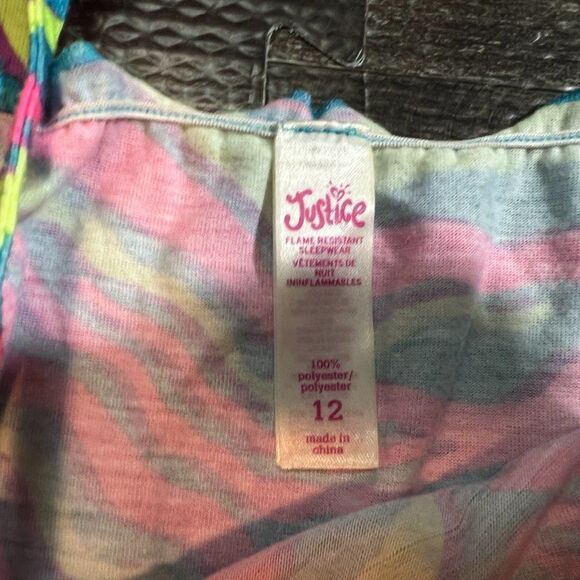 Justice
FLAME RESISTANT
SLEEPWEAR
VÊTEMENTS DE
NUIT
ININFLAMMABLES
100%
polyester/
polyester
12
made in
china